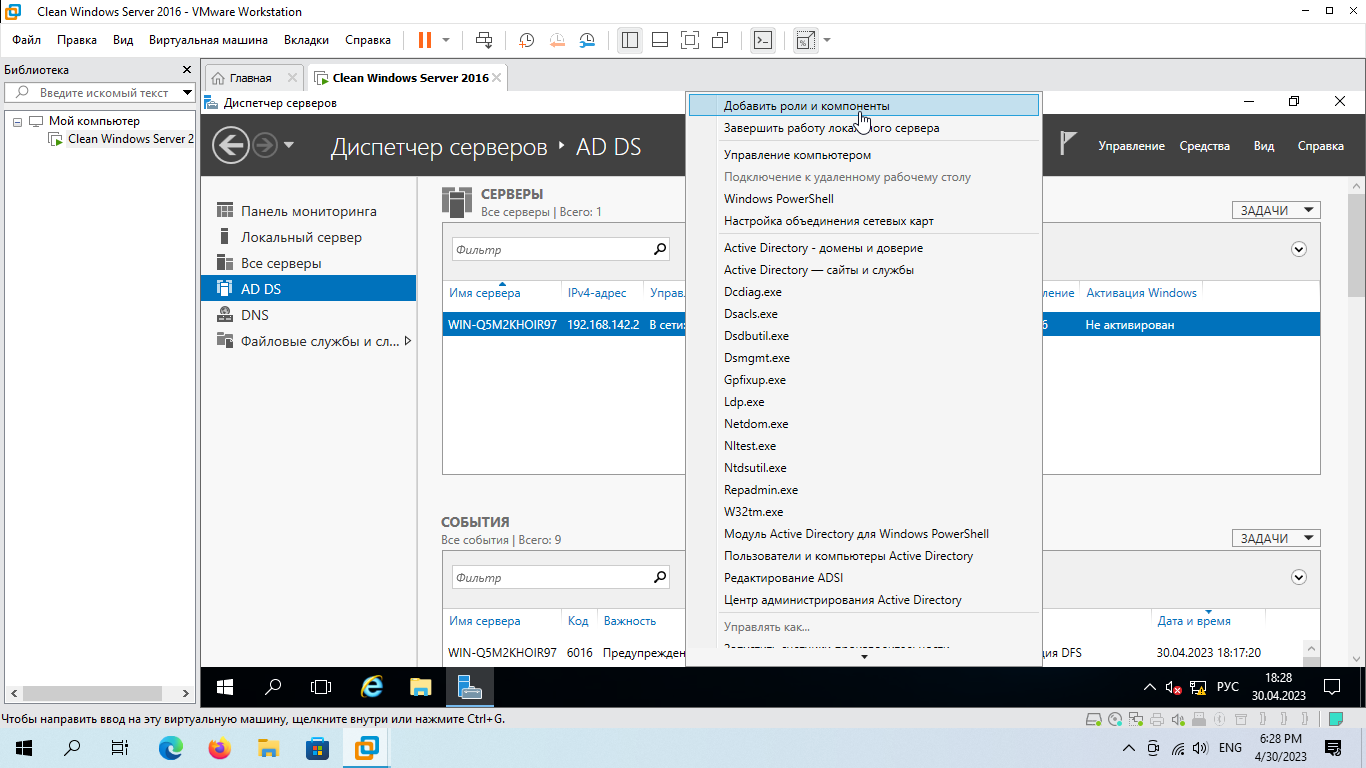 Clean Windows Server 2016 - VMware Workstation
Файл Правка Вид Виртуальная машина Вкладки Справка
Библиотека
Введите искомый текст
Мой компьютер
Clean Windows Server 2
Главная
Clean Windows Server 2016
Диспетчер серверов
Диспетчер серверов AD DS
Управление Средства Вид Справка
Панель мониторинга
Локальный сервер
Все серверы
AD DS
DNS
Файловые службы и сл...
СЕРВЕРЫ
Все серверы | Всего: 1
ЗАДАЧИ
Фильтр
Имя сервера IPv4-адрес Управл ление Активация Windows
WIN-Q5M2KHOIR97 192.168.142.2 В сети: 6 Не активирован
СОБЫТИЯ
Все события | Всего: 9
ЗАДАЧИ
Фильтр
Имя сервера Код Важность Дата и время
WIN-Q5M2KHOIR97 6016 Предупрежден ция DFS 30.04.2023 18:17:20
Добавить роли и компоненты
Завершить работу локального сервера
Управление компьютером
Подключение к удаленному рабочему столу
Windows PowerShell
Настройка объединения сетевых карт
Active Directory - домены и доверие
Active Directory — сайты и службы
Dcdiag.exe
Dsacls.exe
Dsdbutil.exe
Dsmgmt.exe
Gpfixup.exe
Ldp.exe
Netdom.exe
Nltest.exe
Ntdsutil.exe
Repadmin.exe
W32tm.exe
Модуль Active Directory для Windows PowerShell
Пользователи и компьютеры Active Directory
Редактирование ADSI
Центр администрирования Active Directory
Управлять как...
РУС
18:28
30.04.2023
Чтобы направить ввод на эту виртуальную машину, щелкните внутри или нажмите Ctrl+G.
ENG
6:28 PM
4/30/2023